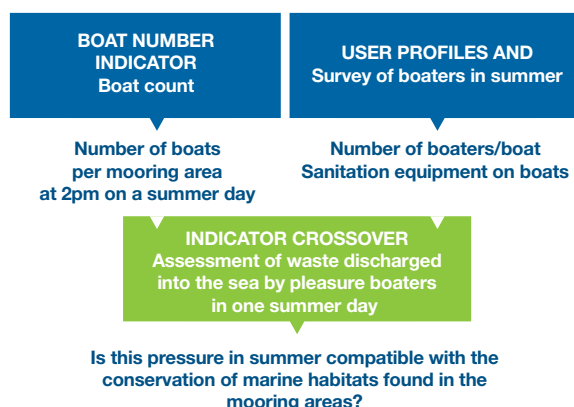 BOAT NUMBER
INDICATOR
Boat count
USER PROFILES AND
Survey of boaters in summer
Number of boats
per mooring area
at 2pm on a summer day
Number of boaters/boat
Sanitation equipment on boats
INDICATOR CROSSOVER
Assessment of waste discharged
into the sea by pleasure boaters
in one summer day
Is this pressure in summer compatible with the
conservation of marine habitats found in the
mooring areas?